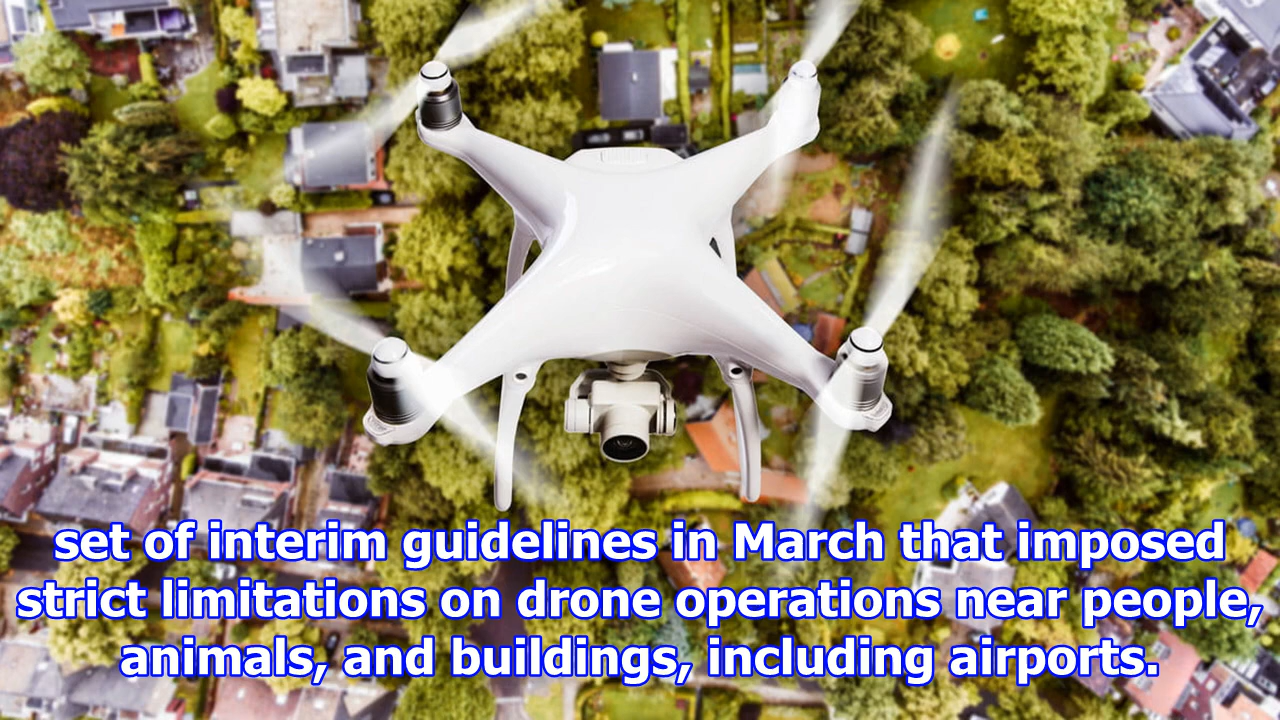 set of interim guidelines in March that imposed
strict limitations on drone operations near people,
animals, and buildings, including airports.